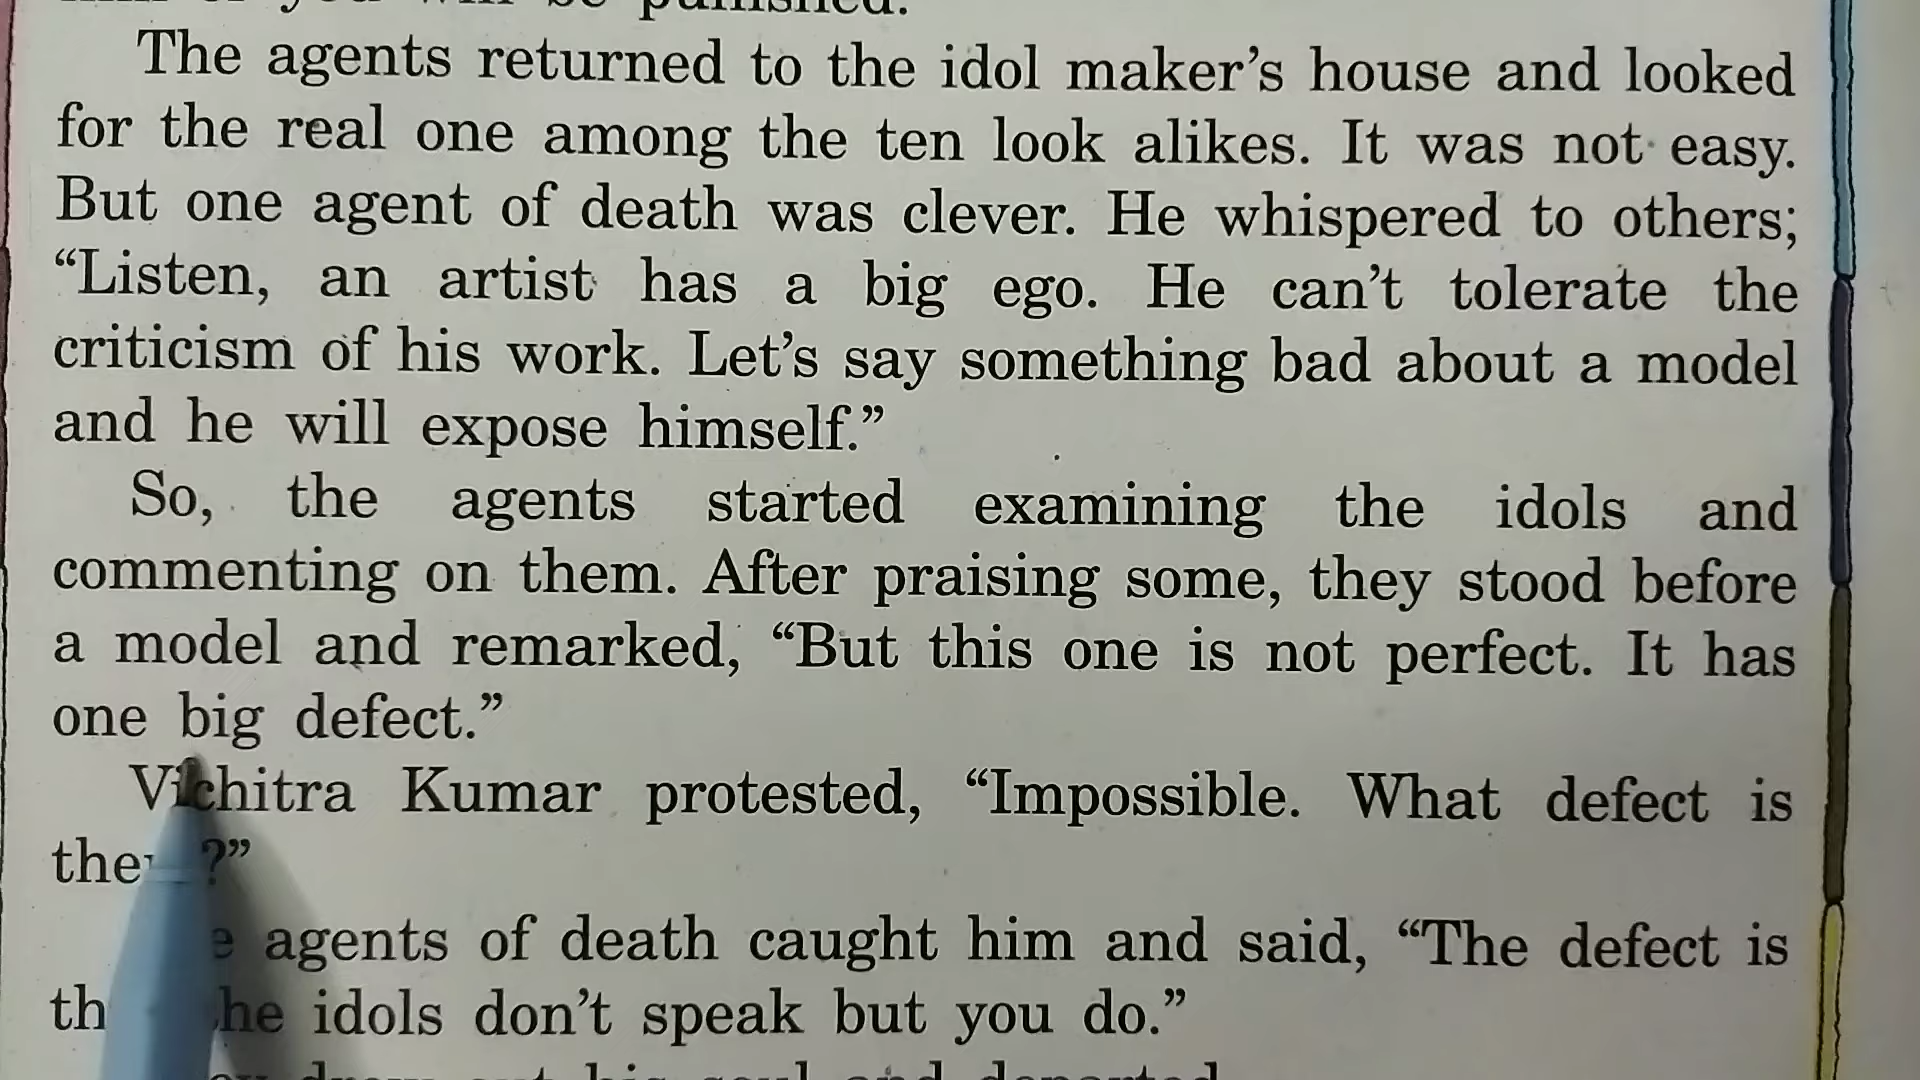 punished.
The agents returned to the idol maker's house and looked
for the real one among the ten look alikes. It was not easy.
But one agent of death was clever. He whispered to others;
“Listen, an artist has a big ego. He can't tolerate the
criticism of his work. Let's say something bad about a model
and he will expose himself.”
So, the agents started examining the idols and
commenting on them. After praising some, they stood before
a model and remarked, “But this one is not perfect. It has
one big defect.”
Vichitra Kumar protested, “Impossible. What defect is
?”
agents of death caught him and said, “The defect is
idols don't speak but you do.”
his soul and departed